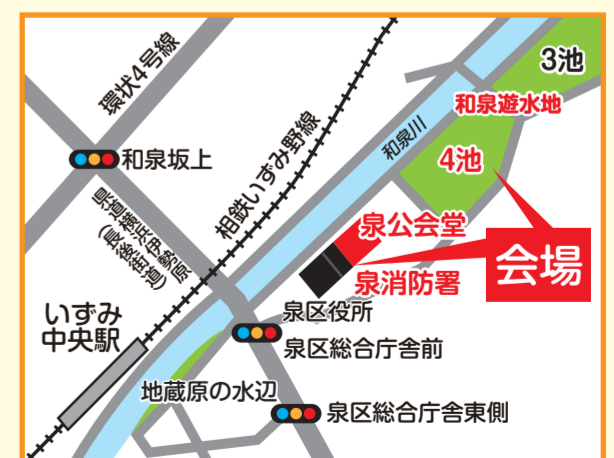 環状4号線
3池
和泉遊水地
和泉川
4池
和泉坂上
相鉄いずみ野線
県道横浜伊勢原
(長後街道)
泉公会堂
会場
泉消防署
泉区役所
いずみ
中央駅
泉区総合庁舎前
地蔵原の水辺
泉区総合庁舎東側